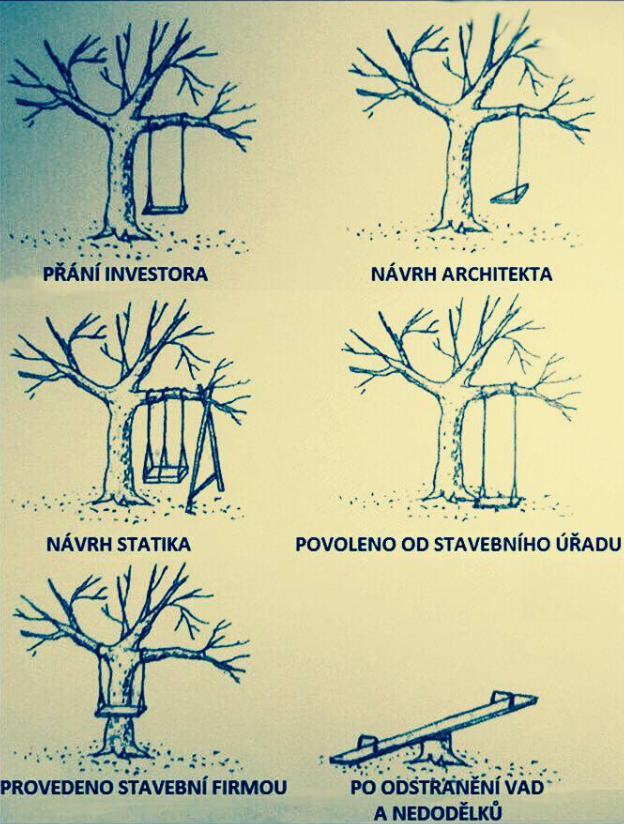 PŘÁNÍ INVESTORA
NÁVRH ARCHITEKTA
NÁVRH STATIKA
POVOLENO OD STAVEBNÍHO ÚŘADU
PROVEDENO STAVEBNÍ FIRMOU
PO ODSTRANĚNÍ VAD
A NEDODĚLKŮ